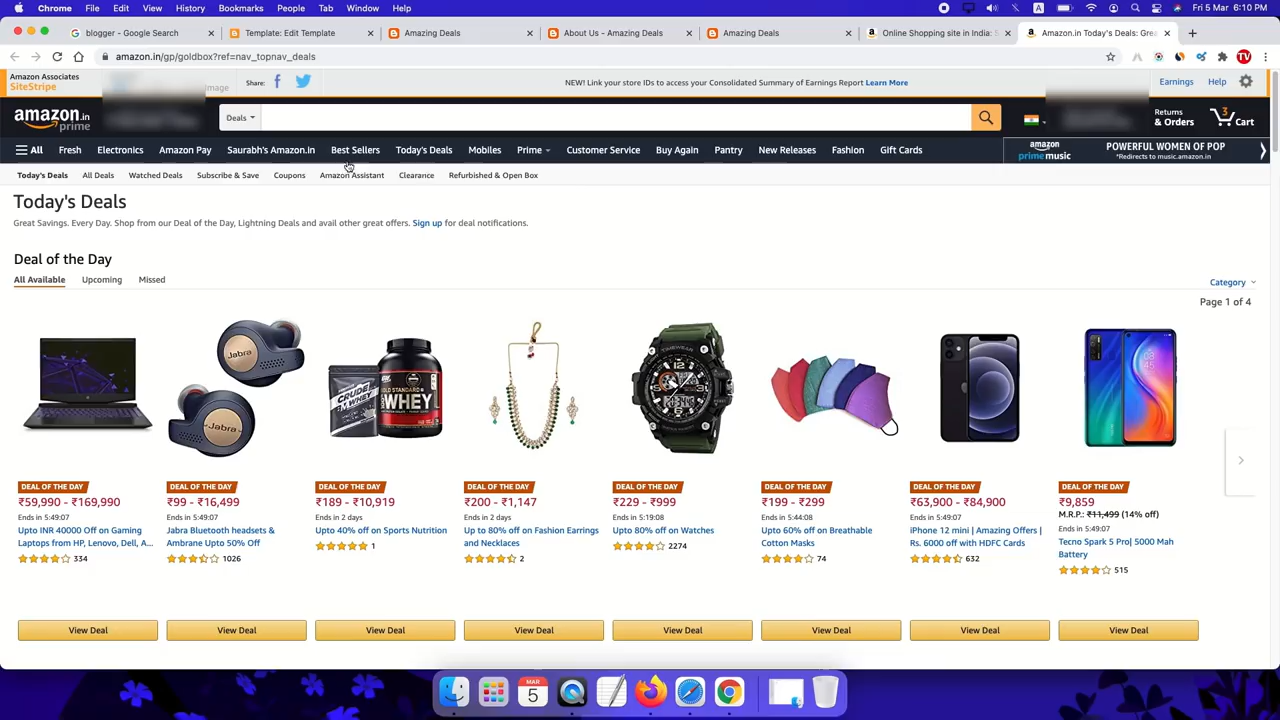 Chrome File Edit View History Bookmarks People Tab Window Help
Fri 5 Mar 6:10 PM
blogger - Google Search
Template: Edit Template
Amazing Deals
About Us - Amazing Deals
Amazing Deals
Online Shopping site in India: S
Amazon.in Today's Deals: Grea
amazon.in/gp/goldbox?ref=nav_topnav_deals
Amazon Associates
SiteStripe
Image
Share:
NEW! Link your store IDs to access your Consolidated Summary of Earnings Report Learn More
Earnings
Help
amazon.in
prime
Deals
Returns
& Orders
3
Cart
All
Fresh
Electronics
Amazon Pay
Saurabh's Amazon.in
Best Sellers
Today's Deals
Mobiles
Prime
Customer Service
Buy Again
Pantry
New Releases
Fashion
Gift Cards
amazon
prime music
POWERFUL WOMEN OF POP
*Redirects to music.amazon.in
Today's Deals
All Deals
Watched Deals
Subscribe & Save
Coupons
Amazon Assistant
Clearance
Refurbished & Open Box
Today's Deals
Great Savings. Every Day. Shop from our Deal of the Day, Lightning Deals and avail other great offers. Sign up for deal notifications.
Deal of the Day
All Available
Upcoming
Missed
Category
Page 1 of 4
DEAL OF THE DAY
₹59,990 - ₹169,990
Ends in 5:49:07
Upto INR 40000 Off on Gaming
Laptops from HP, Lenovo, Dell, A...
334
View Deal
Jabra
Jabra
DEAL OF THE DAY
₹99 - ₹16,499
Ends in 5:49:07
Jabra Bluetooth headsets &
Ambrane Upto 50% Off
1026
View Deal
CRUDE
WHEY
GOLD STANDARD
WHEY
DEAL OF THE DAY
₹189 - ₹10,919
Ends in 2 days
Upto 40% off on Sports Nutrition
1
View Deal
DEAL OF THE DAY
₹200 - ₹1,147
Ends in 2 days
Up to 80% off on Fashion Earrings
and Necklaces
2
View Deal
TIMEWEAR
DEAL OF THE DAY
₹229 - ₹999
Ends in 5:19:08
Upto 80% off on Watches
2274
View Deal
DEAL OF THE DAY
₹199 - ₹299
Ends in 5:44:08
Upto 60% off on Breathable
Cotton Masks
74
View Deal
DEAL OF THE DAY
₹63,900 - ₹84,900
Ends in 5:49:07
iPhone 12 mini | Amazing Offers |
Rs. 6000 off with HDFC Cards
632
View Deal
DEAL OF THE DAY
₹9,859
M.R.P: ₹11,499 (14% off)
Ends in 5:49:07
Tecno Spark 5 Pro| 5000 Mah
Battery
515
View Deal
MAR
5